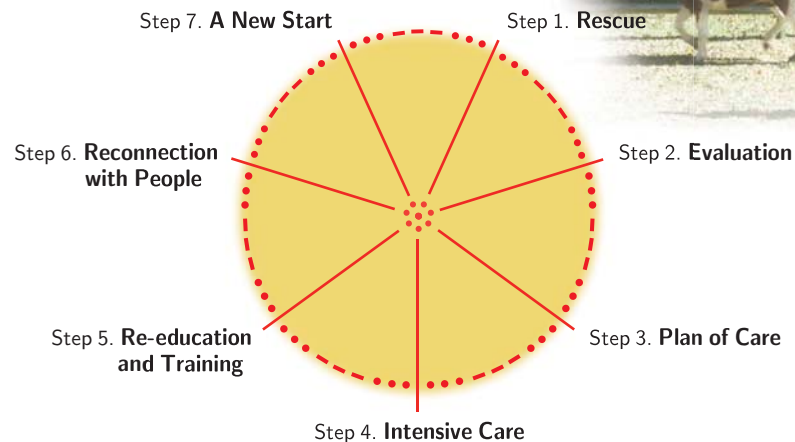 Step 7. A New Start
Step 1. Rescue
Step 6. Reconnection
with People
Step 2. Evaluation
Step 5. Re-education
and Training
Step 3. Plan of Care
Step 4. Intensive Care